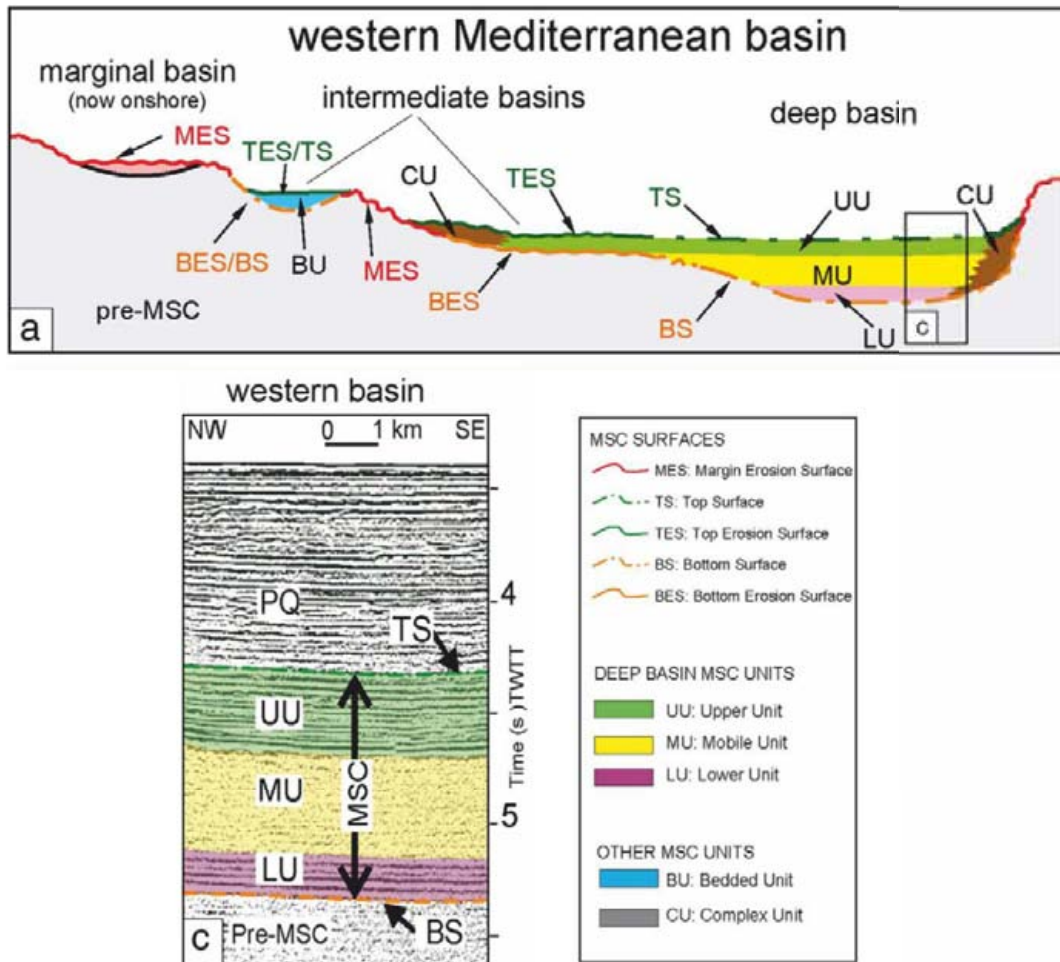 western Mediterranean basin
marginal basin
(now onshore)
intermediate basins
deep basin
MES
TES/TS
CU
TES
TS
UU
CU
BES/BS
BU
MES
BES
BS
MU
LU
pre-MSC
a
c
western basin
NW 0 1 km SE
PQ
4
TS
UU
MU
MSC
5
LU
BS
Pre-MSC
c
Time (s) TWTT
MSC SURFACES
MES: Margin Erosion Surface
TS: Top Surface
TES: Top Erosion Surface
BS: Bottom Surface
BES: Bottom Erosion Surface
DEEP BASIN MSC UNITS
UU: Upper Unit
MU: Mobile Unit
LU: Lower Unit
OTHER MSC UNITS
BU: Bedded Unit
CU: Complex Unit